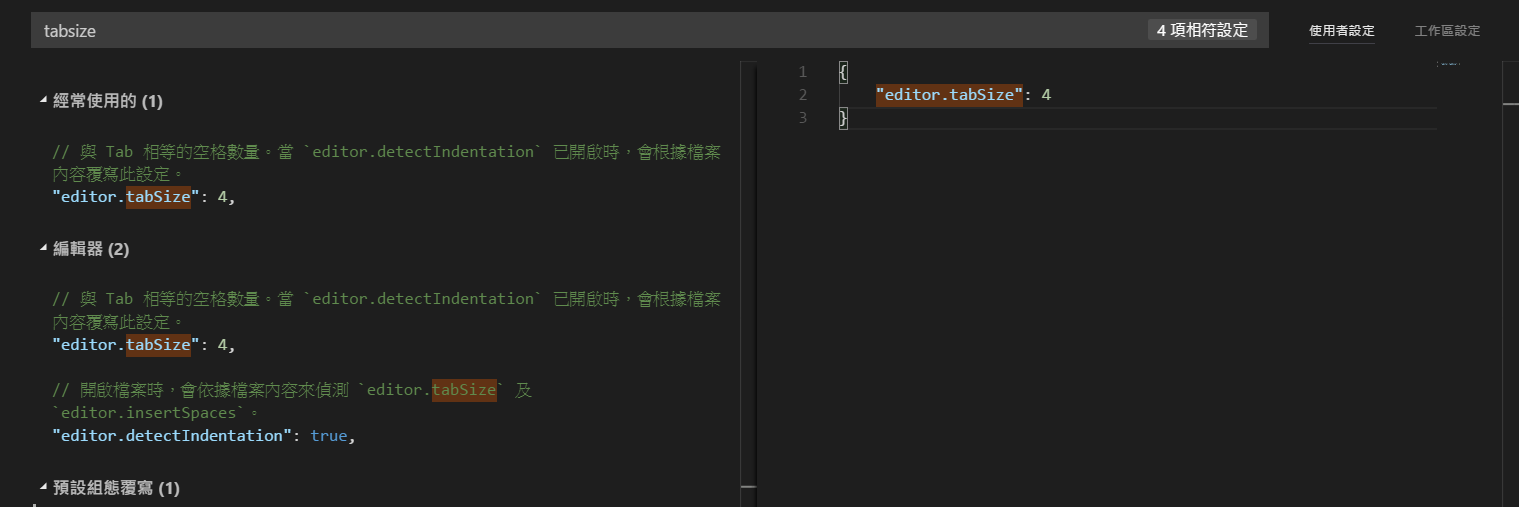 tabsize
4 項相符設定
使用者設定
工作區設定
經常使用的 (1)
// 與 Tab 相等的空格數量。當 `editor.detectIndentation` 已開啟時，會根據檔案
內容覆寫此設定。
"editor.tabSize": 4,
編輯器 (2)
// 與 Tab 相等的空格數量。當 `editor.detectIndentation` 已開啟時，會根據檔案
內容覆寫此設定。
"editor.tabSize": 4,
// 開啟檔案時，會依據檔案內容來偵測 `editor.tabSize` 及
`editor.insertSpaces`。
"editor.detectIndentation": true,
預設組態覆寫 (1)
1 {
2 "editor.tabSize": 4
3 }